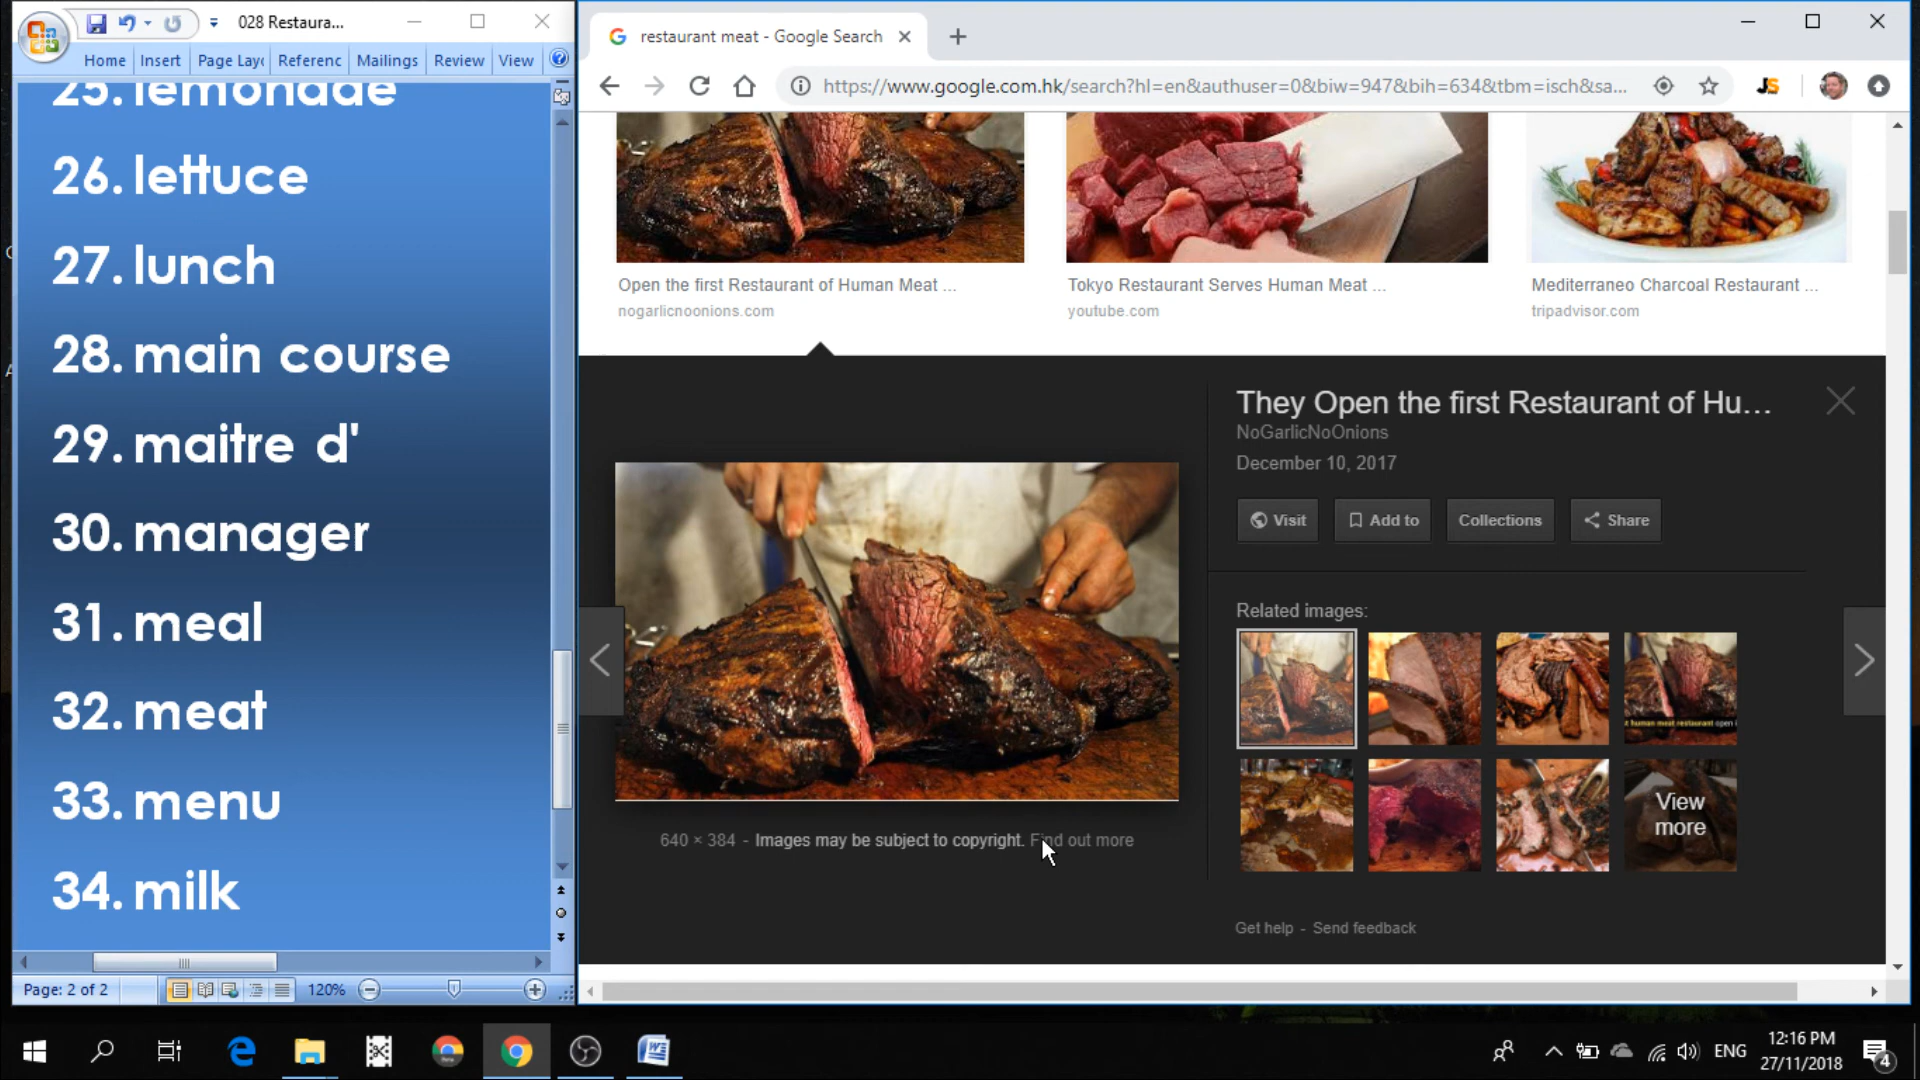 028 Restaura...
Home Insert Page Layo Referenc Mailings Review View
25. lemonade
26. lettuce
27. lunch
28. main course
29. maitre d'
30. manager
31. meal
32. meat
33. menu
34. milk
Page: 2 of 2
120%
restaurant meat - Google Search
https://www.google.com.hk/search?hl=en&authuser=0&biw=947&bih=634&tbm=isch&sa...
JS
Open the first Restaurant of Human Meat ...
nogarlicnoonions.com
Tokyo Restaurant Serves Human Meat ...
youtube.com
Mediterraneo Charcoal Restaurant ...
tripadvisor.com
They Open the first Restaurant of Hu...
NoGarlicNoOnions
December 10, 2017
Visit
Add to
Collections
Share
Related images:
human meat restaurant open
View
more
640 × 384 - Images may be subject to copyright. Find out more
Get help - Send feedback
ENG
12:16 PM
27/11/2018
4